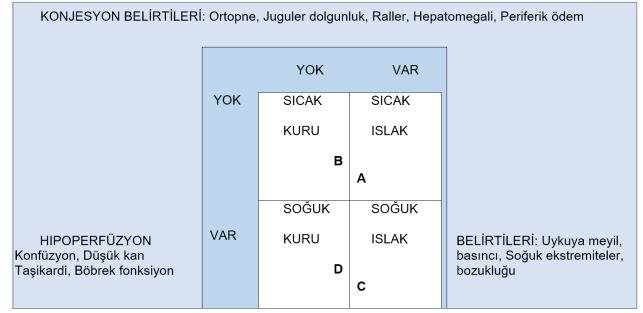 KONJESYON BELİRTİLERİ: Ortopne, Juguler dolgunluk, Raller, Hepatomegali, Periferik ödem
YOK VAR
YOK SICAK SICAK
KURU ISLAK
B
A
SOĞUK SOĞUK
HIPOPERFÜZYON VAR KURU ISLAK BELİRTİLERİ: Uykuya meyil,
Konfüzyon, Düşük kan basıncı, Soğuk ekstremiteler,
Taşikardi, Böbrek fonksiyon D bozukluğu
C